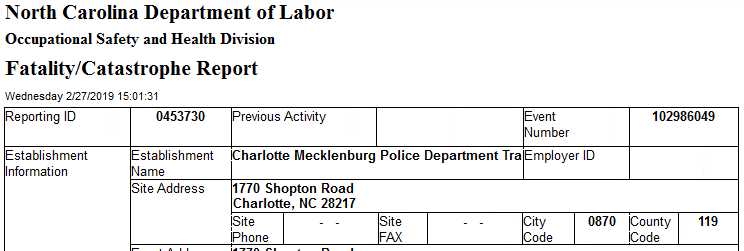 North Carolina Department of Labor
Occupational Safety and Health Division
Fatality/Catastrophe Report
Wednesday 2/27/2019 15:01:31
Reporting ID 0453730 Previous Activity Event Number 102986049
Establishment Information Establishment Name Charlotte Mecklenburg Police Department Tra Employer ID
Site Address 1770 Shopton Road
Charlotte, NC 28217
Site Phone - - Site FAX - - City Code 0870 County Code 119